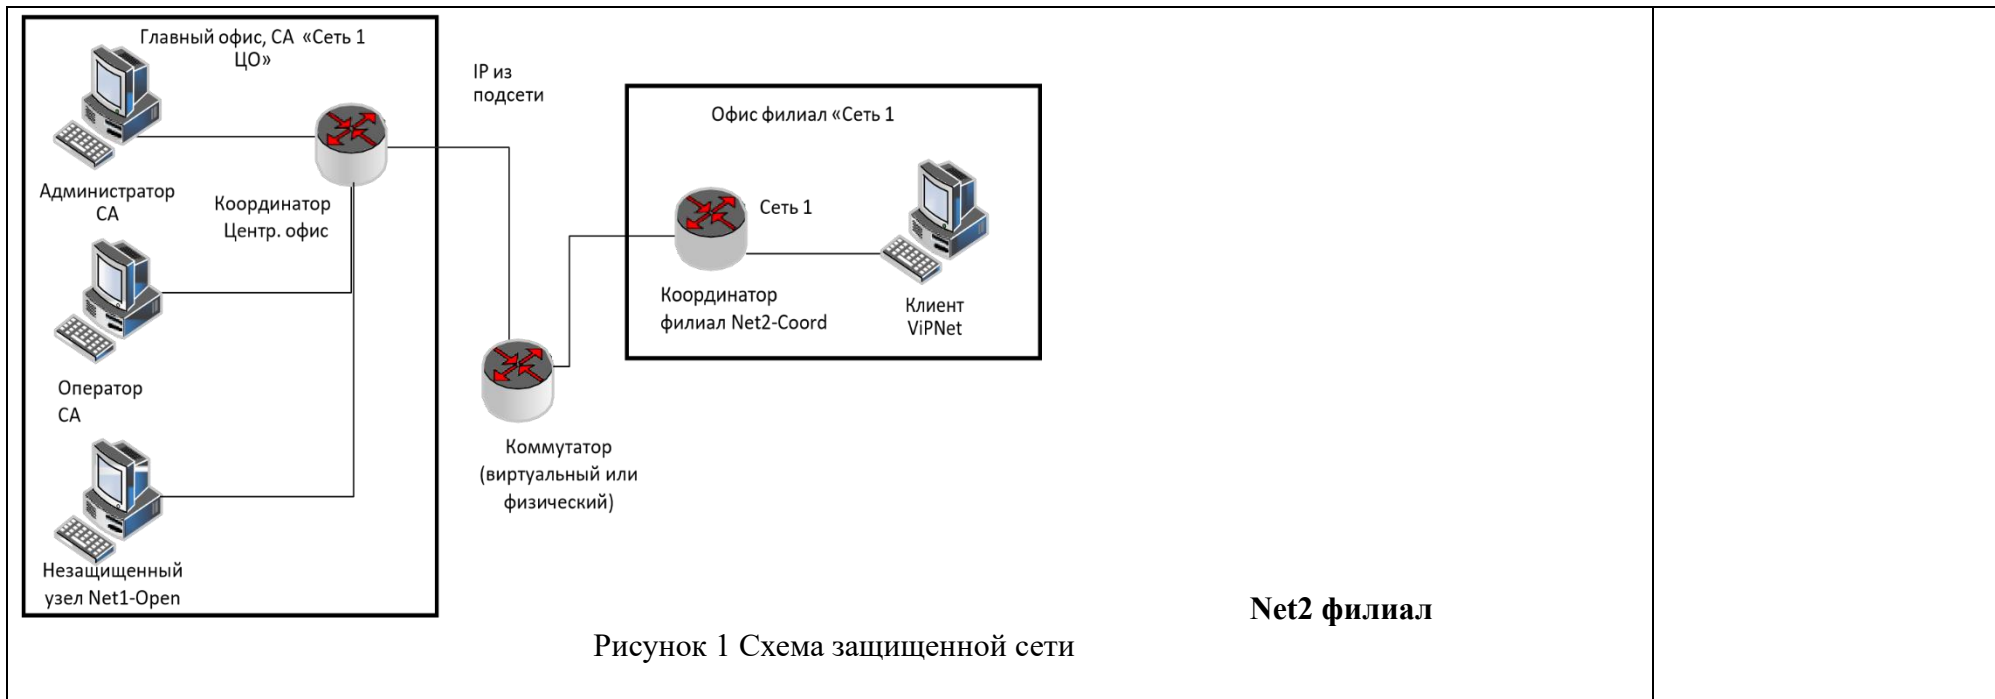 Главный офис, СА «Сеть 1
ЦО»
Администратор
СА
Координатор
Центр. офис
Оператор
СА
Незащищенный
узел Net1-Open
IP из
подсети
Коммутатор
(виртуальный или
физический)
Офис филиал «Сеть 1
Сеть 1
Координатор
филиал Net2-Coord
Клиент
ViPNet
Net2 филиал
Рисунок 1 Схема защищенной сети